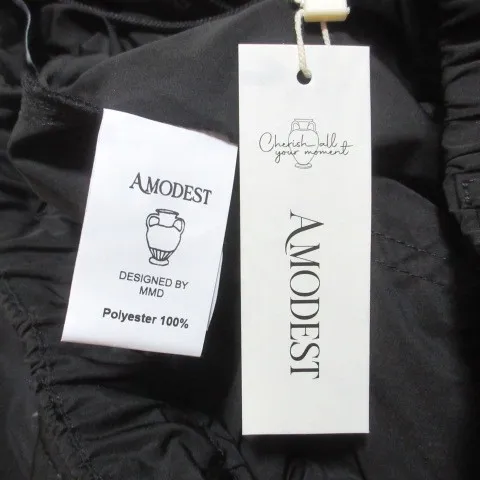 AMODEST
DESIGNED BY
MMD
Polyester 100%
Cherish all
your moment
AMODEST